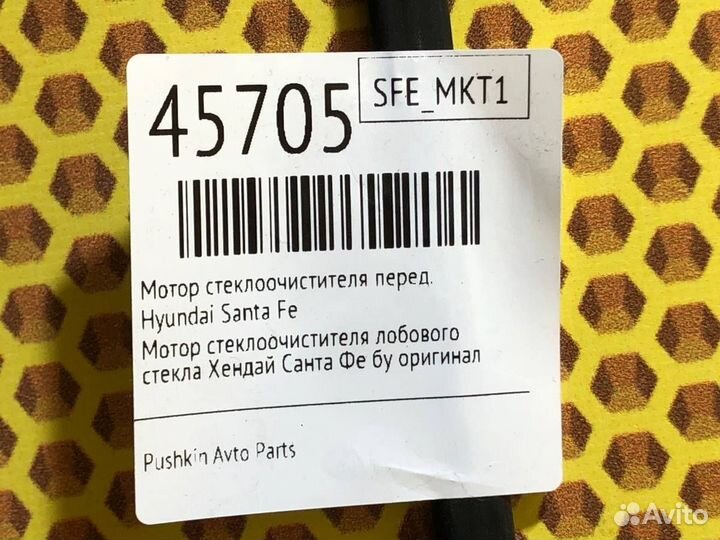 45705
SFE_MKT1
Мотор стеклоочистителя перед.
Hyundai Santa Fe
Мотор стеклоочистителя лобового
стекла Хендай Санта Фе бу оригинал
Pushkin Avto Parts
Avito